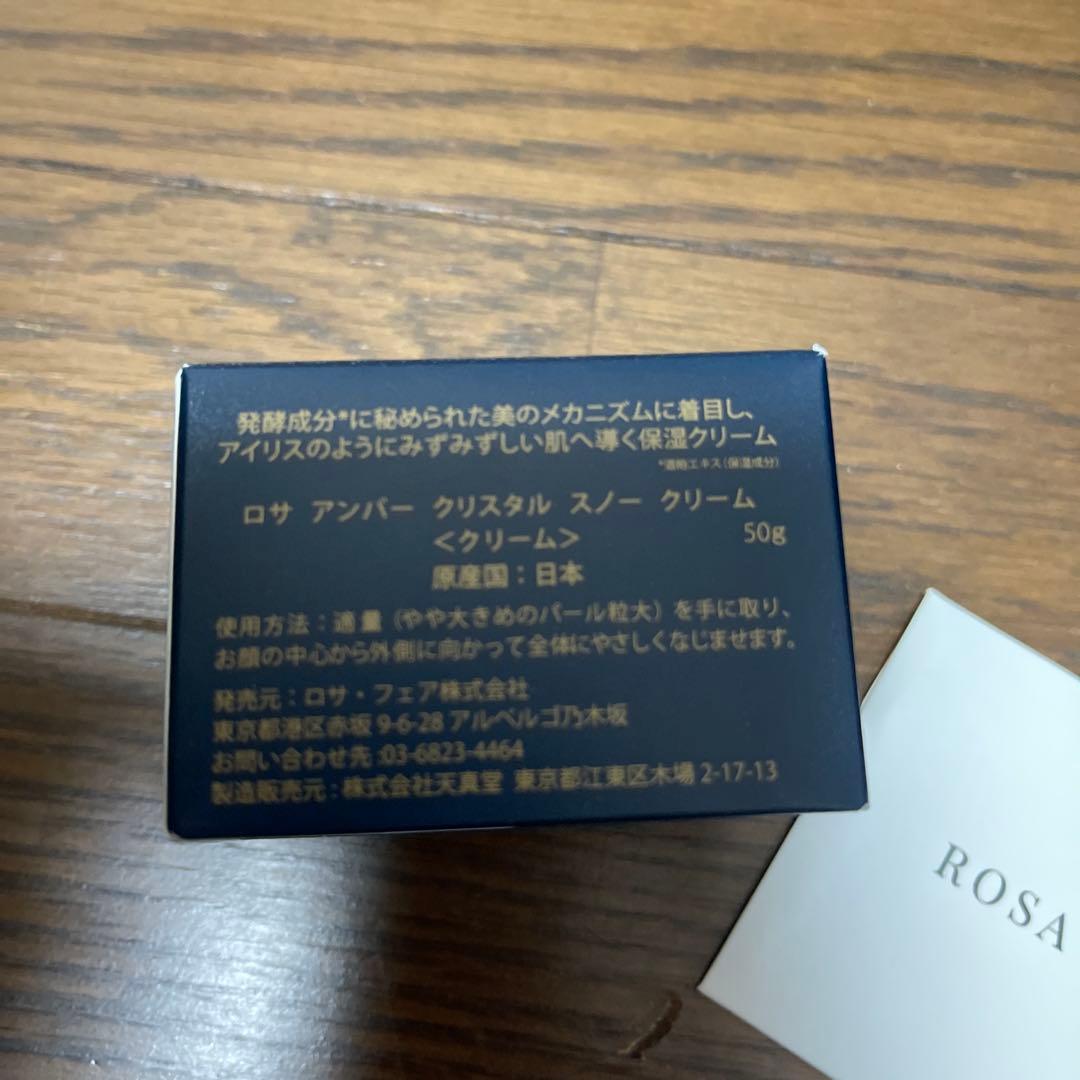 発酵成分*に秘められた美のメカニズムに着目し、
アイリスのようにみずみずしい肌へ導く保湿クリーム
*酒粕エキス(保湿成分)
ロサ アンバー クリスタル スノー クリーム
<クリーム> 50g
原産国:日本
使用方法:適量(やや大きめのパール粒大)を手に取り、
お顔の中心から外側に向かって全体にやさしくなじませます。
発売元:ロサ・フェア株式会社
東京都港区赤坂 9-6-28 アルベルゴ乃木坂
お問い合わせ先:03-6823-4464
製造販売元:株式会社天真堂 東京都江東区木場 2-17-13
ROSA